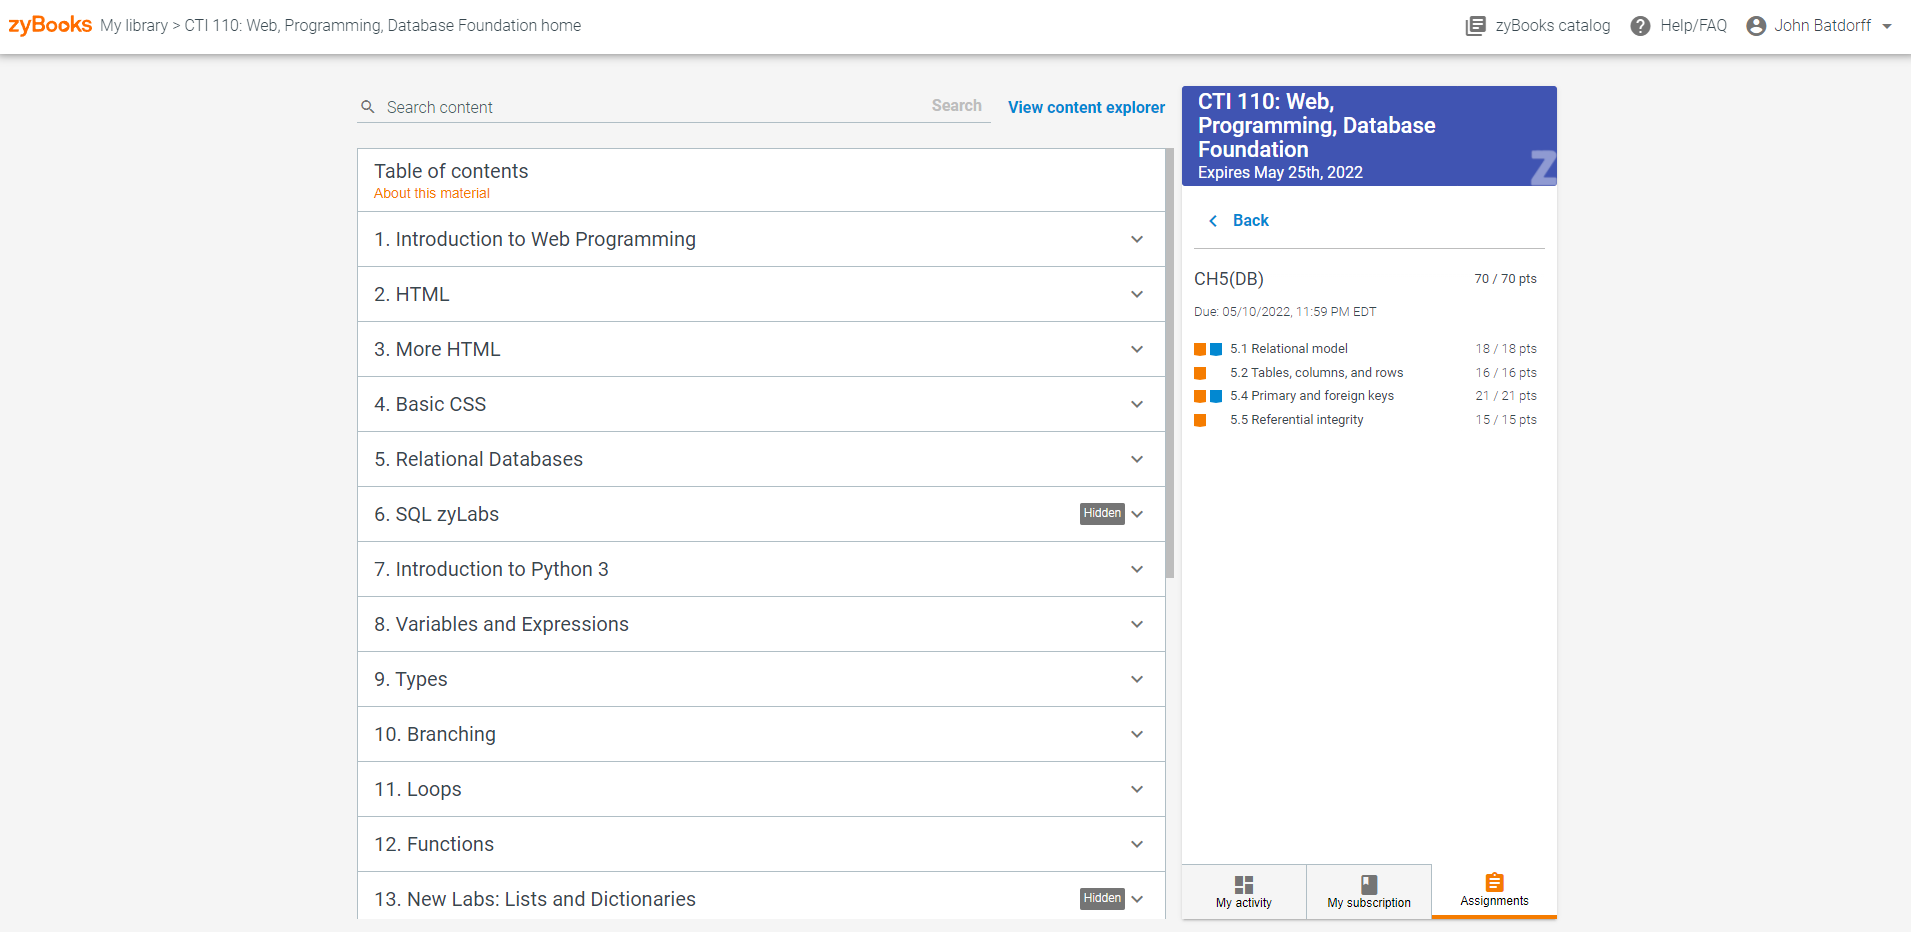 zyBooks My library > CTI 110: Web, Programming, Database Foundation home
zyBooks catalog
Help/FAQ
John Batdorff
Search content
Search
View content explorer
Table of contents
About this material
1. Introduction to Web Programming
2. HTML
3. More HTML
4. Basic CSS
5. Relational Databases
6. SQL zyLabs
Hidden
7. Introduction to Python 3
8. Variables and Expressions
9. Types
10. Branching
11. Loops
12. Functions
13. New Labs: Lists and Dictionaries
Hidden
CTI 110: Web,
Programming, Database
Foundation
Expires May 25th, 2022
z
Back
CH5(DB) 70 / 70 pts
Due: 05/10/2022, 11:59 PM EDT
5.1 Relational model 18 / 18 pts
5.2 Tables, columns, and rows 16 / 16 pts
5.4 Primary and foreign keys 21 / 21 pts
5.5 Referential integrity 15 / 15 pts
My activity
My subscription
Assignments